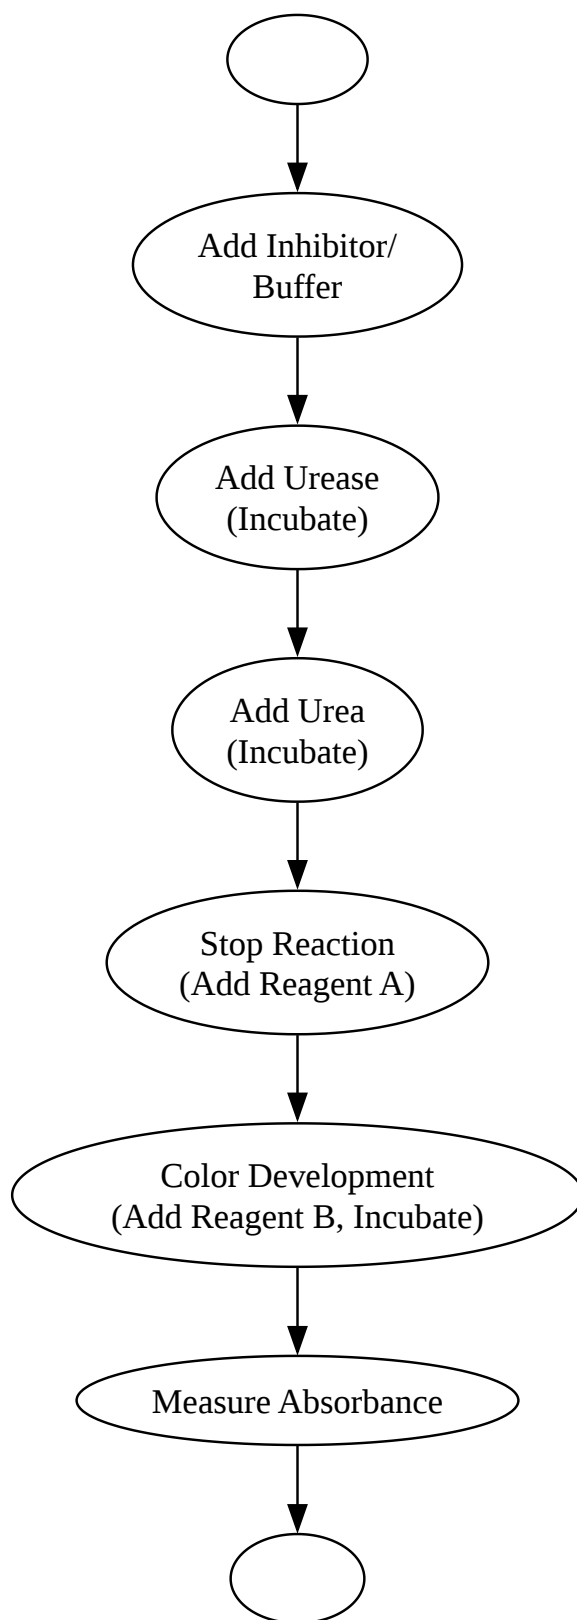 Add Inhibitor/
Buffer
Add Urease
(Incubate)
Add Urea
(Incubate)
Stop Reaction
(Add Reagent A)
Color Development
(Add Reagent B, Incubate)
Measure Absorbance